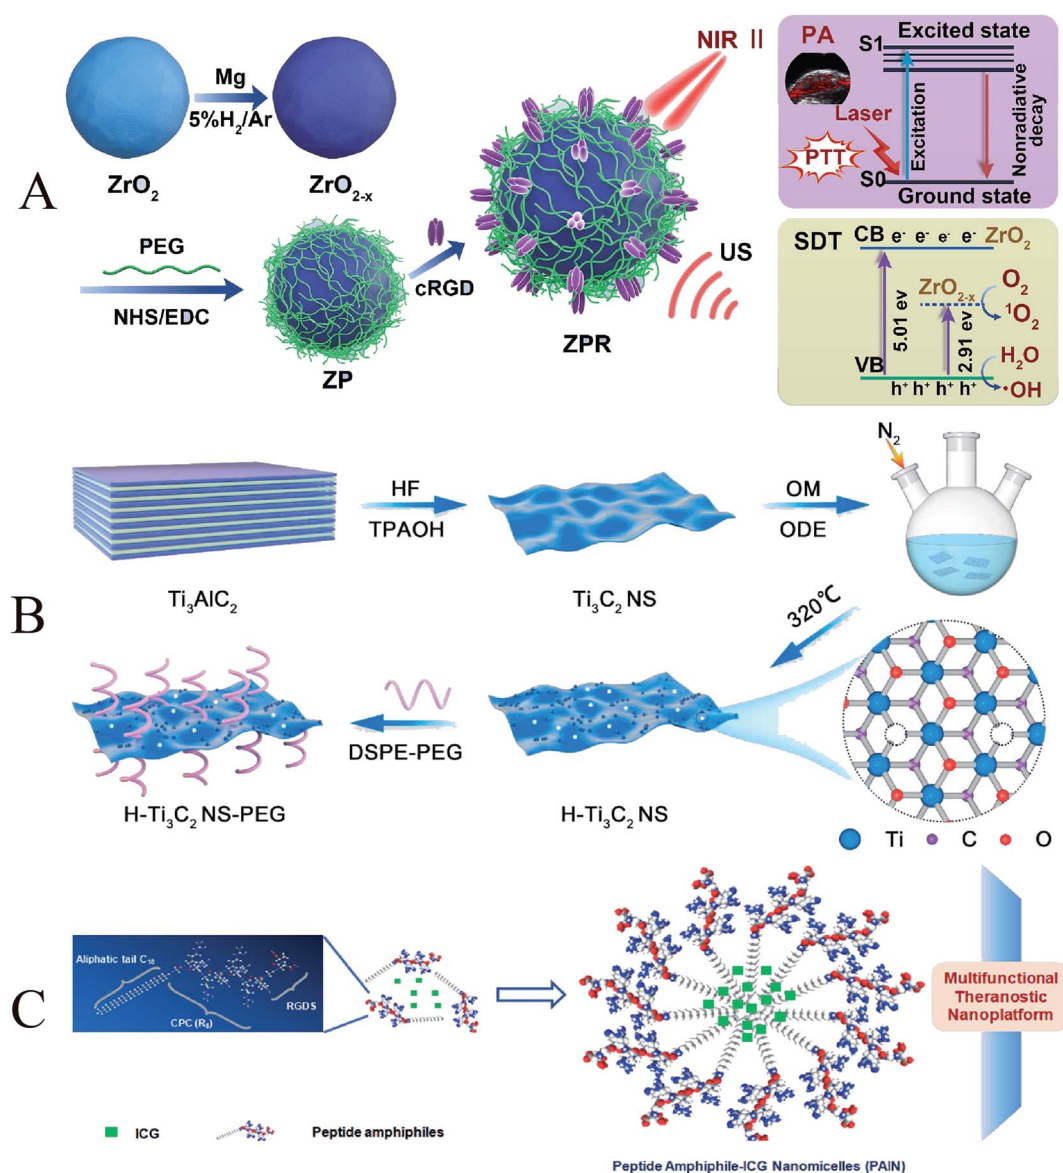 A
ZrO2
Mg
5%H2/Ar
ZrO2-x
NIR II
PEG
NHS/EDC
ZP
cRGD
ZPR
US
PA
S1
Excited state
Laser
PTT
Excitation
Nonradiative
decay
S0
Ground state
SDT
CB
e- e- e- e-
ZrO2
ZrO2-x
5.01 ev
2.91 ev
O2
1O2
VB
h+ h+ h+ h+
H2O
·OH
B
Ti3AlC2
HF
TPAOH
Ti3C2 NS
OM
ODE
N2
320℃
H-Ti3C2 NS
DSPE-PEG
H-Ti3C2 NS-PEG
Ti C O
C
Aliphatic tail C18
CPC (R8)
RGDS
Multifunctional
Theranostic
Nanoplatform
ICG
Peptide amphiphiles
Peptide Amphiphile-ICG Nanomicelles (PAIN)